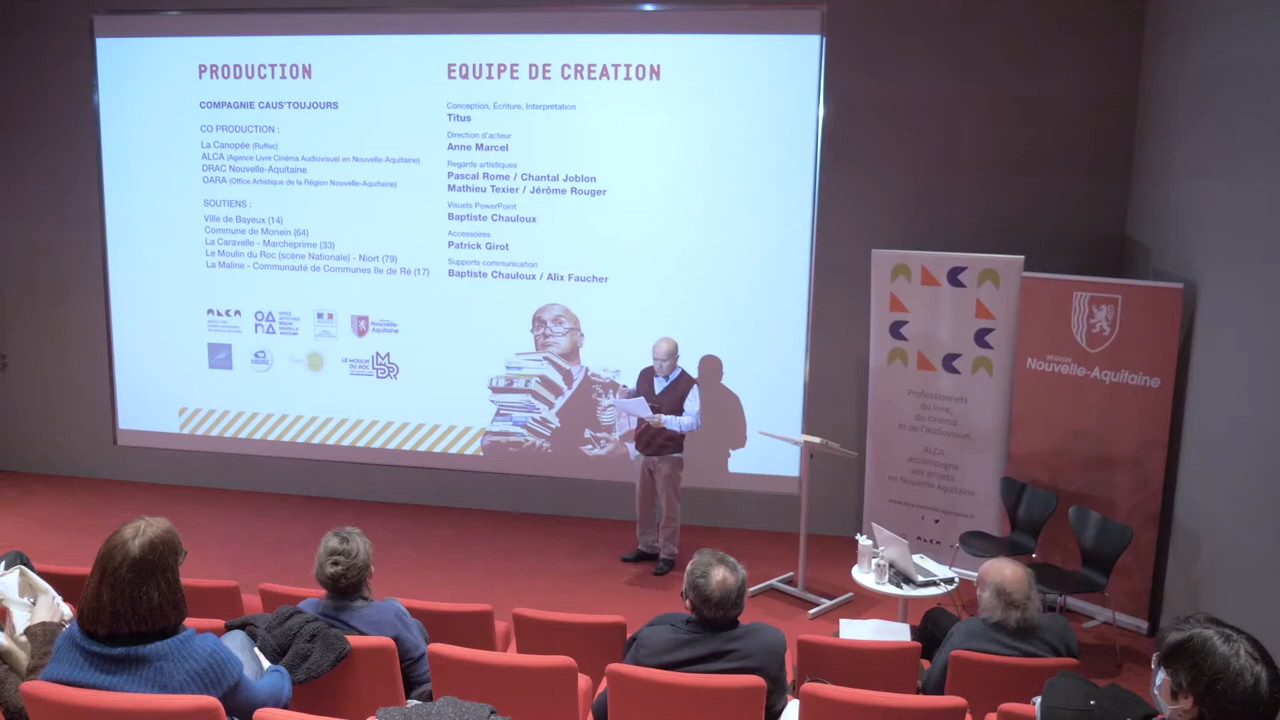 PRODUCTION
COMPAGNIE CAUS'TOUJOURS
CO PRODUCTION :
La Canopée (Ruffec)
ALCA (Agence Livre Cinéma Audiovisuel en Nouvelle-Aquitaine)
DRAC Nouvelle-Aquitaine
OARA (Office Artistique de la Région Nouvelle-Aquitaine)
SOUTIENS :
Ville de Bayeux (14)
Commune de Monein (64)
La Caravelle - Marcheprime (33)
Le Moulin du Roc (scène Nationale) - Niort (79)
La Maline - Communauté de Communes Ile de Ré (17)
EQUIPE DE CREATION
Conception, Ecriture, Interprétation
Titus
Direction d'acteur
Anne Marcel
Regards artistiques
Pascal Rome / Chantal Joblon
Mathieu Texier / Jérôme Rouger
Visuels PowerPoint
Baptiste Chauloux
Accessoires
Patrick Girot
Supports communication
Baptiste Chauloux / Alix Faucher
ALCA
OARA
Nouvelle-Aquitaine
LE MOULIN
DU ROC
MDR
Professionnels
du livre,
du cinéma
et de l'audiovisuel,
ALCA
accompagne
vos projets
en Nouvelle-Aquitaine
ALCA
RÉGION
Nouvelle-Aquitaine